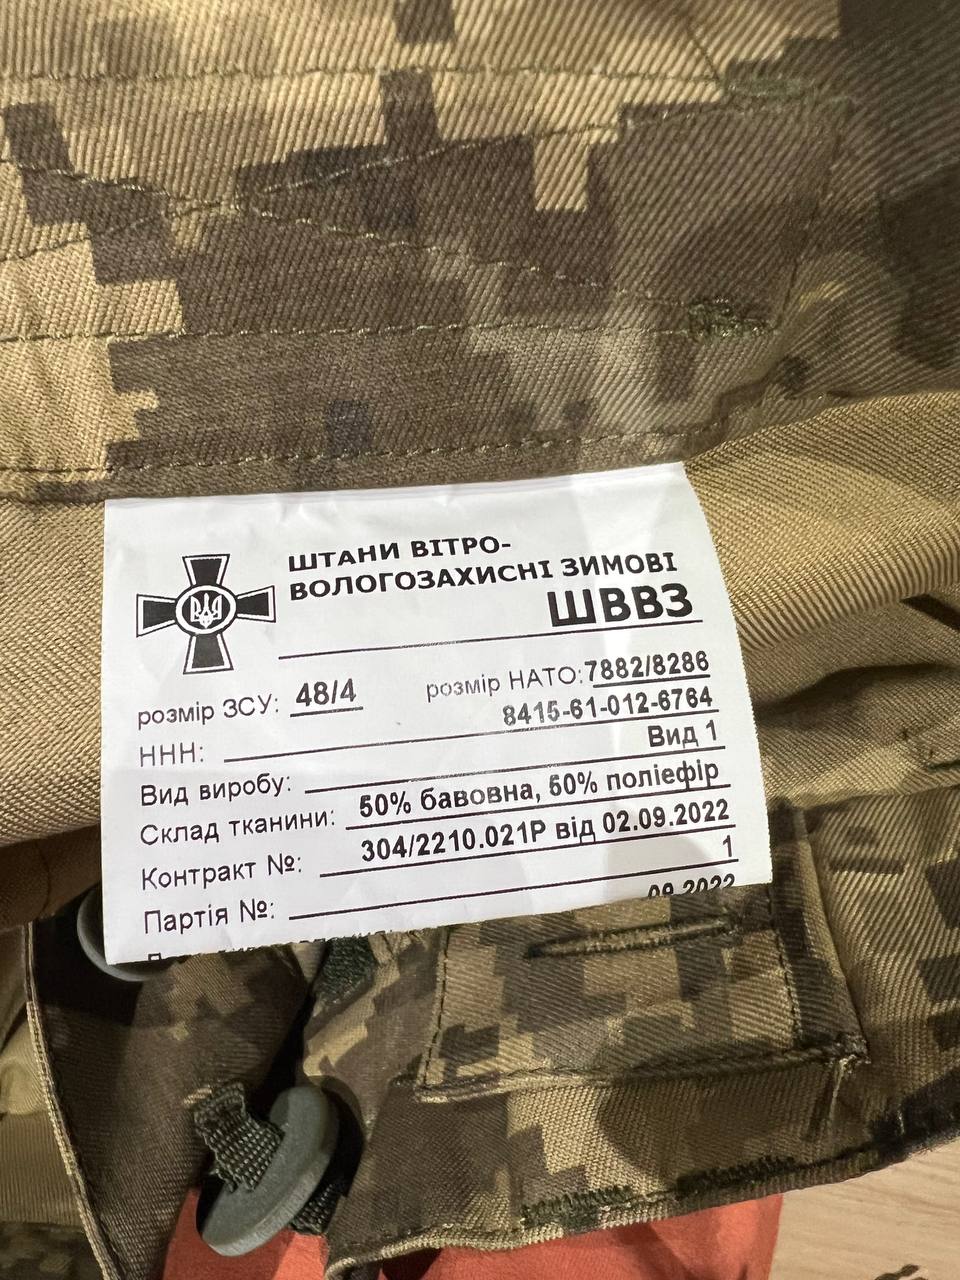 ШТАНИ ВІТРО-
ВОЛОГОЗАХИСНІ ЗИМОВІ
ШВВЗ
розмір ЗСУ: 48/4 розмір НАТО: 7882/8286
ННН: 8415-61-012-6764
Вид виробу: Вид 1
Склад тканини: 50% бавовна, 50% поліефір
Контракт №: 304/2210.021Р від 02.09.2022
Партія №: 1
09.2022